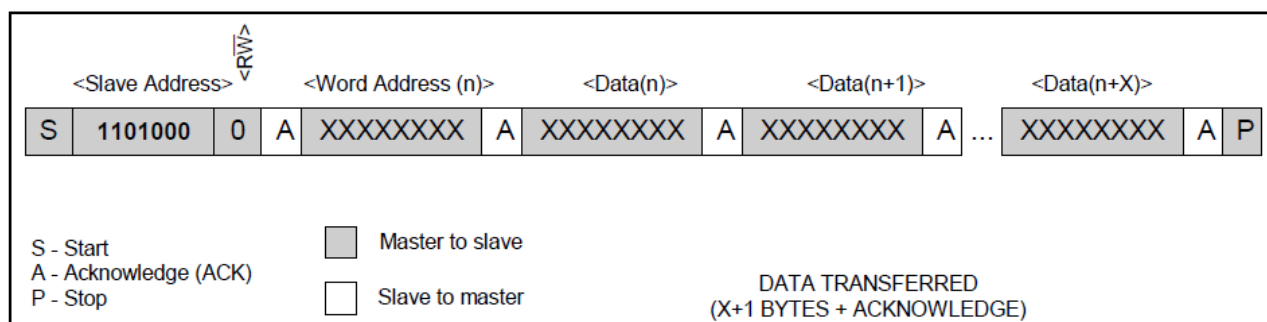 <RW>
<Slave Address> <Word Address (n)> <Data(n)> <Data(n+1)> <Data(n+X)>
S 1101000 0 A XXXXXXXX A XXXXXXXX A XXXXXXXX A ... XXXXXXXX A P
S - Start
A - Acknowledge (ACK)
P - Stop
Master to slave
Slave to master
DATA TRANSFERRED
(X+1 BYTES + ACKNOWLEDGE)